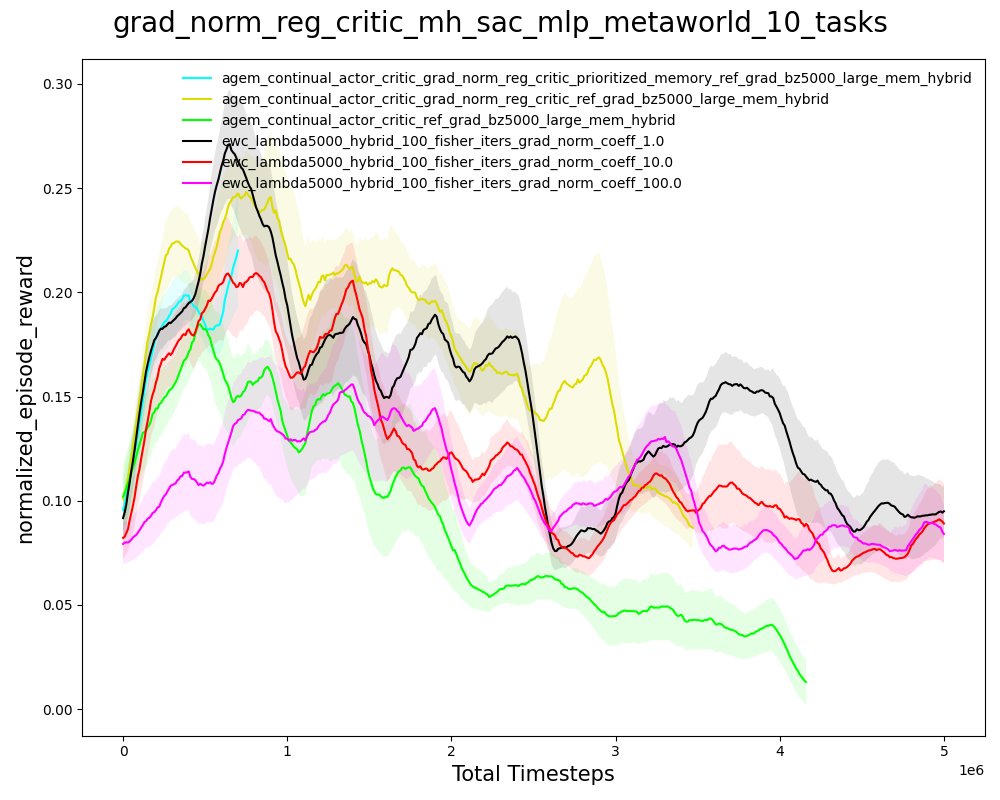 grad_norm_reg_critic_mh_sac_mlp_metaworld_10_tasks
agem_continual_actor_critic_grad_norm_reg_critic_prioritized_memory_ref_grad_bz5000_large_mem_hybrid
agem_continual_actor_critic_grad_norm_reg_critic_ref_grad_bz5000_large_mem_hybrid
agem_continual_actor_critic_ref_grad_bz5000_large_mem_hybrid
ewc_lambda5000_hybrid_100_fisher_iters_grad_norm_coeff_1.0
ewc_lambda5000_hybrid_100_fisher_iters_grad_norm_coeff_10.0
ewc_lambda5000_hybrid_100_fisher_iters_grad_norm_coeff_100.0
normalized_episode_reward
0.30
0.25
0.20
0.15
0.10
0.05
0.00
0 1 2 3 4 5
1e6
Total Timesteps